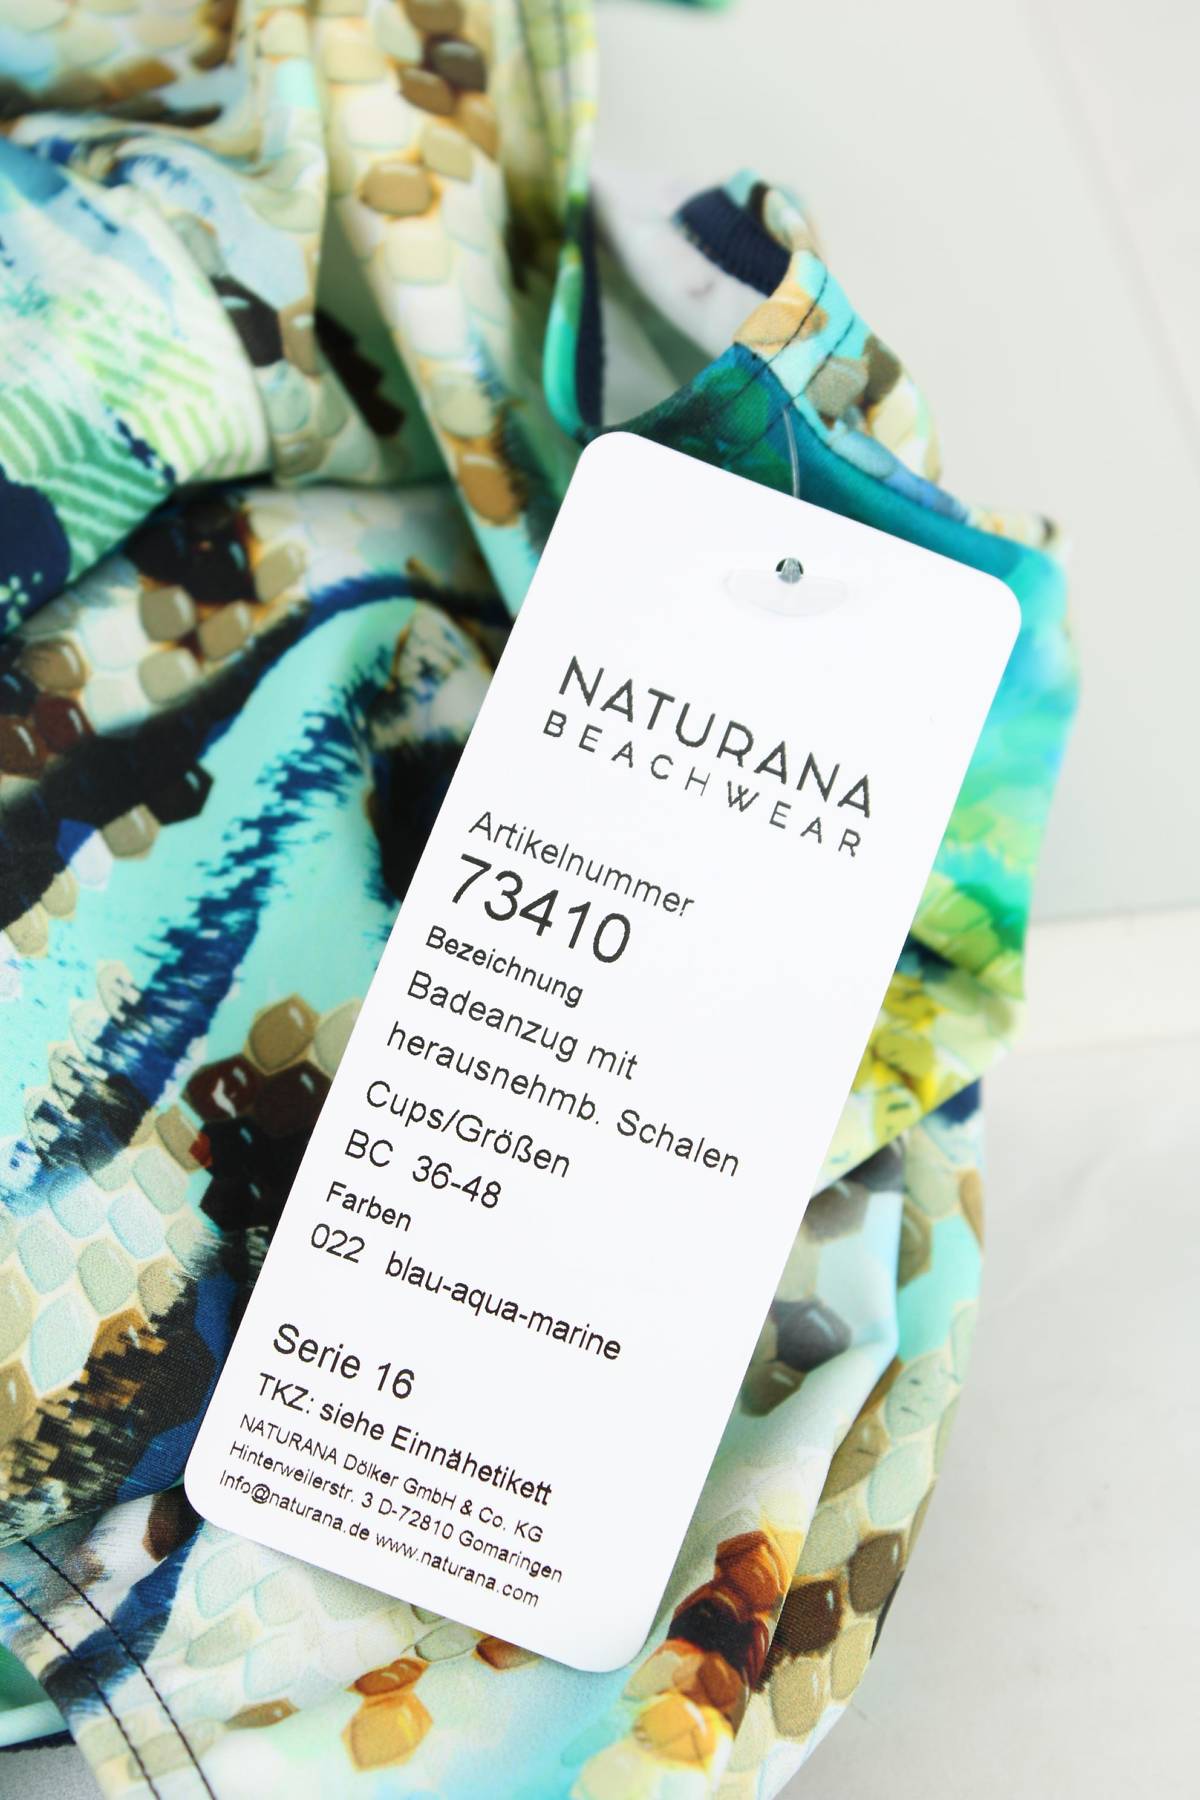 NATURANA
BEACHWEAR
Artikelnummer
73410
Bezeichnung
Badeanzug mit
herausnehmb. Schalen
Cups/Größen
BC 36-48
Farben
022 blau-aqua-marine
Serie 16
TKZ: siehe Einnähetikett
NATURANA Dölker GmbH & Co. KG
Hinterweilerstr. 3 D-72810 Gomaringen
Info@naturana.de www.naturana.com